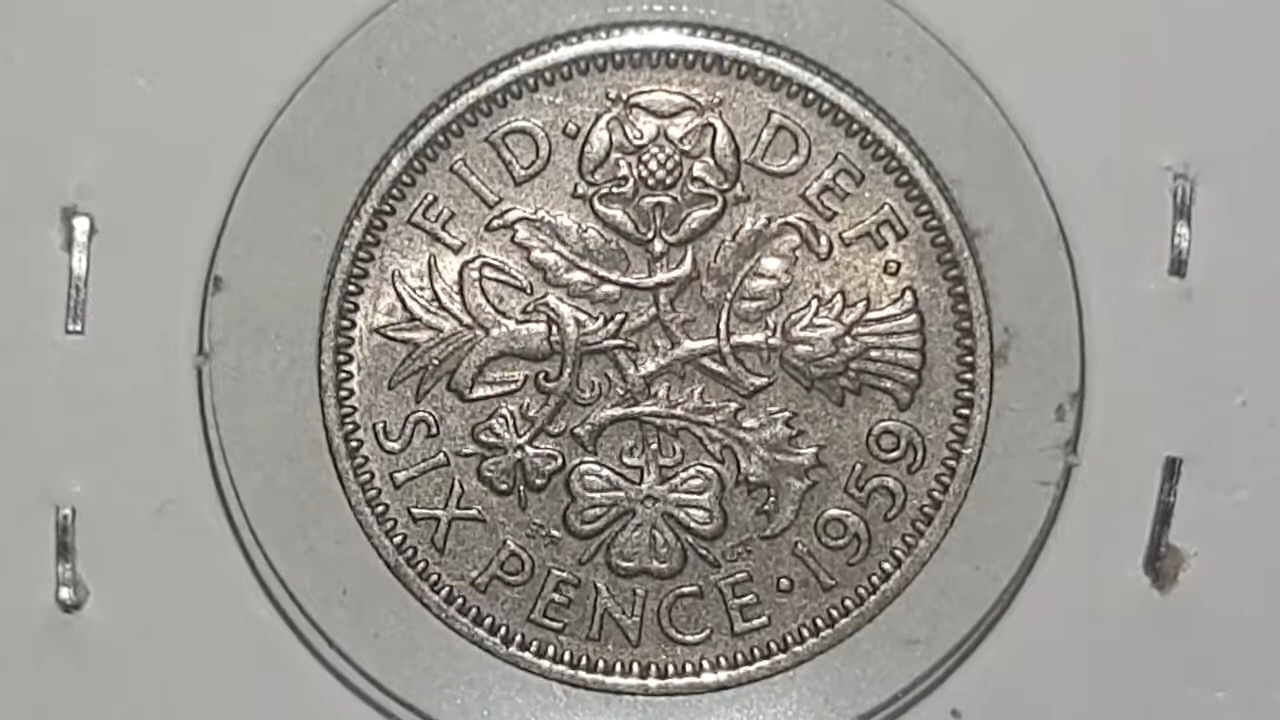 FID · DEF ·
SIX PENCE · 1959